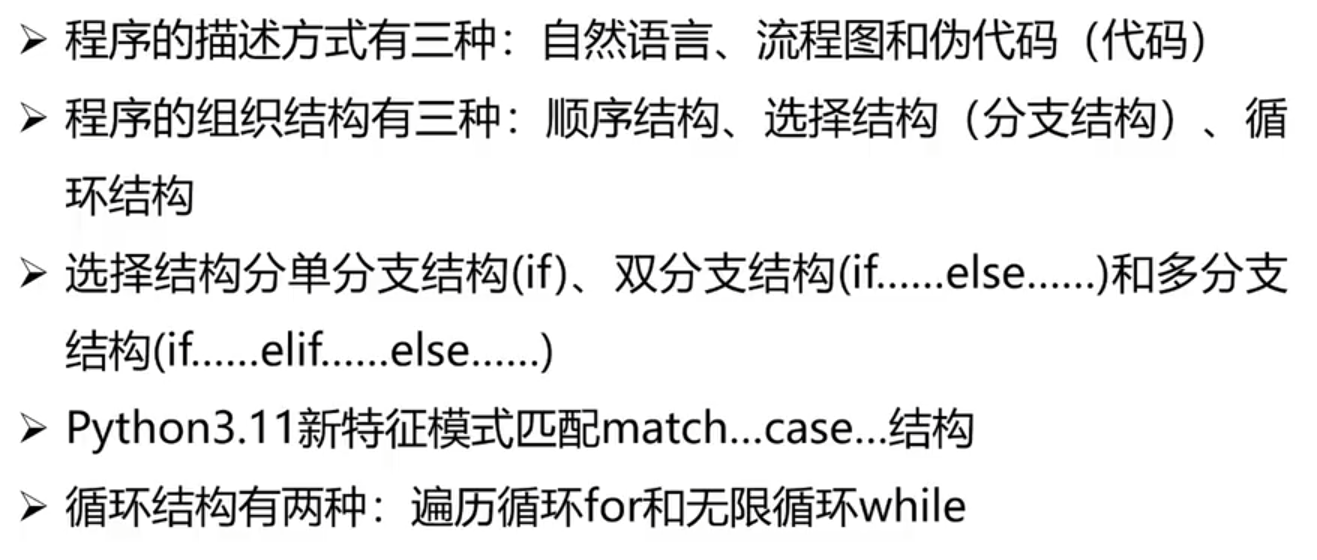 ➢ 程序的描述方式有三种：自然语言、流程图和伪代码（代码）
➢ 程序的组织结构有三种：顺序结构、选择结构（分支结构）、循
环结构
➢ 选择结构分单分支结构(if)、双分支结构(if......else......)和多分支
结构(if......elif......else......)
➢ Python3.11新特征模式匹配match...case...结构
➢ 循环结构有两种：遍历循环for和无限循环while